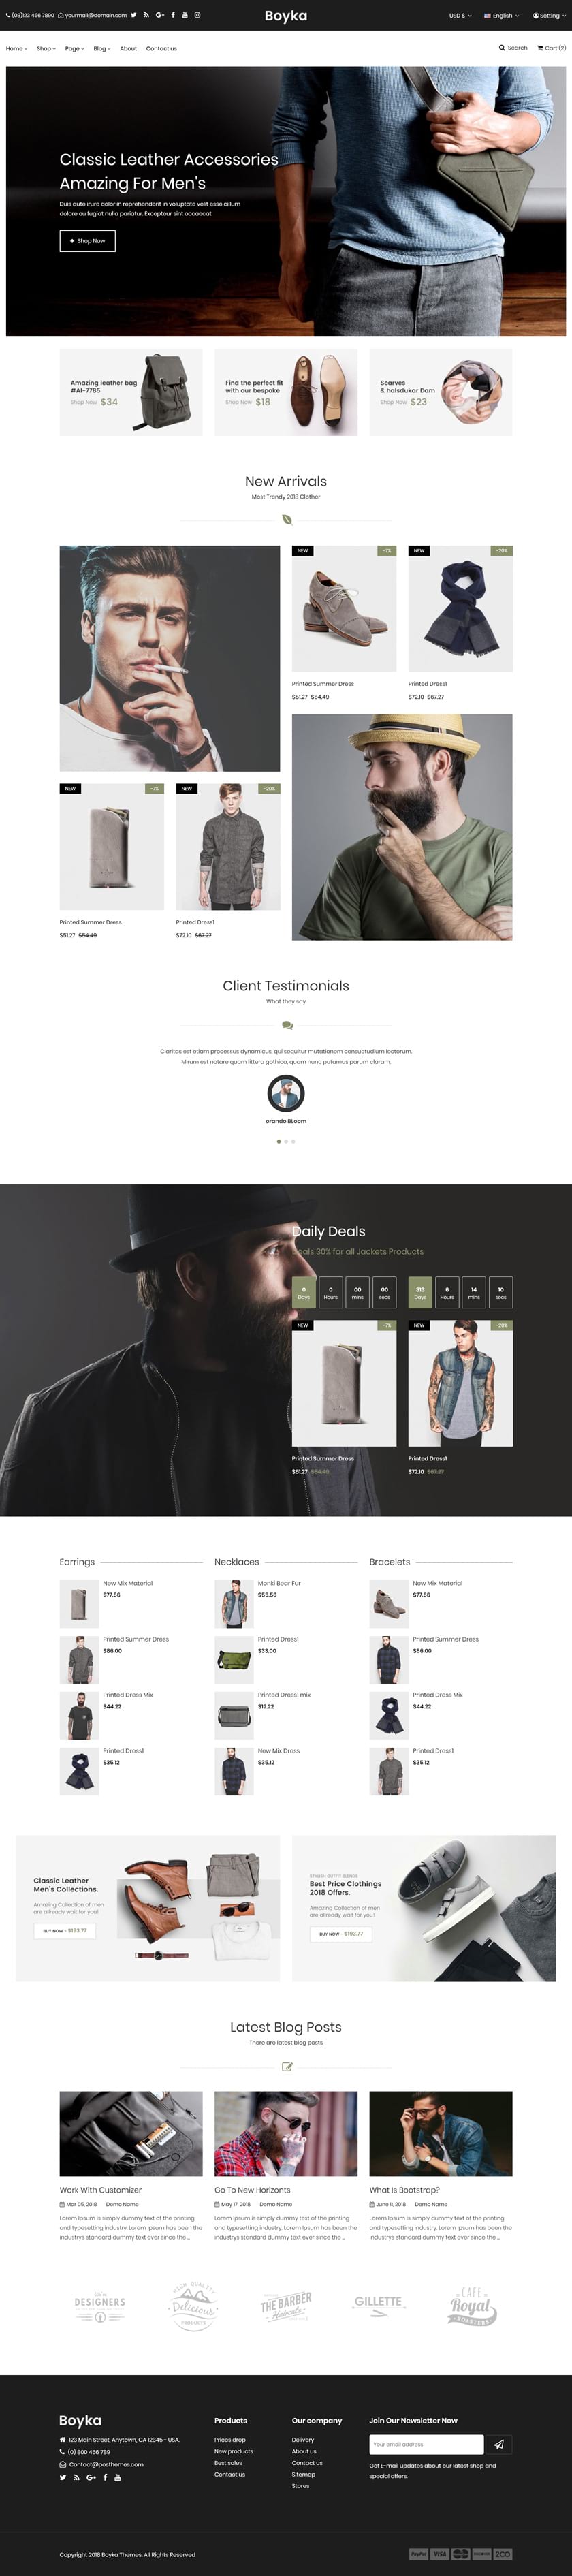 (06)123 456 7890 yourmail@domain.com
Boyka
USD $ English Setting
Home Shop Page Blog About Contact us
Search Cart (2)
Classic Leather Accessories
Amazing For Men's
Duis aute irure dolor in reprehenderit in voluptate velit esse cillum
dolore eu fugiat nulla pariatur. Excepteur sint occaecat
+ Shop Now
Amazing leather bag
#AI-7785
Shop Now $34
Find the perfect fit
with our bespoke
Shop Now $18
Scarves
& halsdukar Dam
Shop Now $23
New Arrivals
Most Trendy 2018 Clother
NEW -7%
NEW -20%
Printed Summer Dress
$51.27 $54.49
Printed Dress1
$72.10 $67.27
NEW -7%
NEW -20%
Printed Summer Dress
$51.27 $54.49
Printed Dress1
$72.10 $67.27
Client Testimonials
What they say
Claritas est etiam processus dynamicus, qui sequitur mutationem consuetudium lectorum.
Mirum est notare quam littera gothica, quam nunc putamus parum claram.
orando BLoom
Daily Deals
Deals 30% for all Jackets Products
0 0 00 00
Days Hours mins secs
313 6 14 10
Days Hours mins secs
NEW -7%
NEW -20%
Printed Summer Dress
$51.27 $54.49
Printed Dress1
$72.10 $67.27
Earrings
New Mix Material
$77.56
Printed Summer Dress
$86.00
Printed Dress Mix
$44.22
Printed Dress1
$35.12
Necklaces
Monki Bear Fur
$55.56
Printed Dress1
$33.00
Printed Dress1 mix
$12.22
New Mix Dress
$35.12
Bracelets
New Mix Material
$77.56
Printed Summer Dress
$86.00
Printed Dress Mix
$44.22
Printed Dress1
$35.12
Classic Leather
Men's Collections.
Amazing Collection of men
are allready wait for you!
BUY NOW - $193.77
Best Price Clothings
2018 Offers.
Amazing Collection of men
are allready wait for you!
BUY NOW - $193.77
Latest Blog Posts
There are latest blog posts
Work With Customizer
Mar 05, 2018 Demo Name
Lorem Ipsum is simply dummy text of the printing
and typesetting industry. Lorem Ipsum has been the
industrys standard dummy text ever since the ...
Go To New Horizonts
May 17, 2018 Demo Name
Lorem Ipsum is simply dummy text of the printing
and typesetting industry. Lorem Ipsum has been the
industrys standard dummy text ever since the ...
What Is Bootstrap?
June 11, 2018 Demo Name
Lorem Ipsum is simply dummy text of the printing
and typesetting industry. Lorem Ipsum has been the
industrys standard dummy text ever since the ...
DESIGNERS
HIGH QUALITY
Delicious
PRODUCTS
THE BARBER
Haircuts
GILLETTE
CAFE
Royal
ROASTERS
Boyka
123 Main Street, Anytown, CA 12345 - USA.
(0) 800 456 789
Contact@posthemes.com
Products
Prices drop
New products
Best sales
Contact us
Our company
Delivery
About us
Contact us
Sitemap
Stores
Join Our Newsletter Now
Your email address
Get E-mail updates about our latest shop and
special offers.
Copyright 2018 Boyka Themes. All Rights Reserved
PayPal VISA 2CO